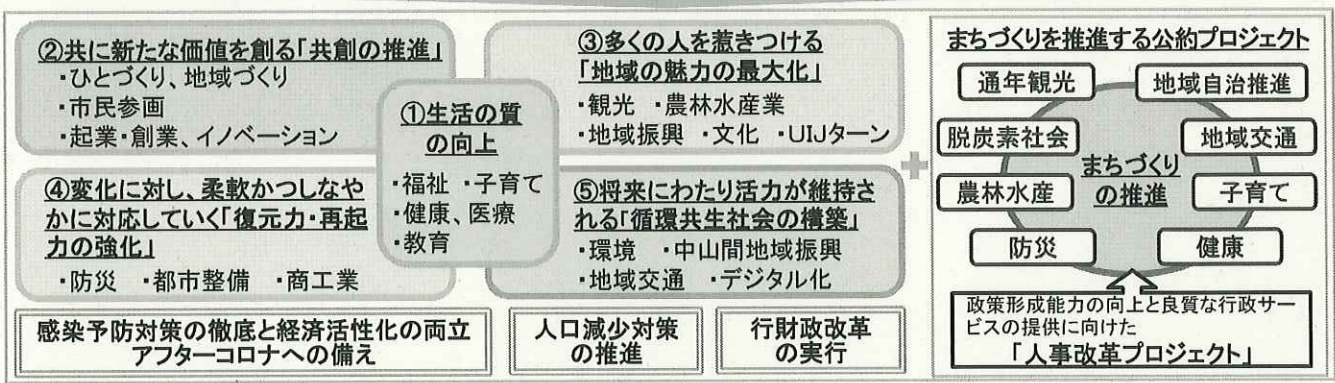 ②共に新たな価値を創る「共創の推進」
・ひとづくり、地域づくり
・市民参画
・起業・創業、イノベーション
③多くの人を惹きつける
「地域の魅力の最大化」
・観光 ・農林水産業
・地域振興 ・文化 ・UIJターン
①生活の質
の向上
・福祉 ・子育て
・健康、医療
・教育
④変化に対し、柔軟かつしなや
かに対応していく「復元力・再起
力の強化」
・防災 ・都市整備 ・商工業
⑤将来にわたり活力が維持さ
れる「循環共生社会の構築」
・環境 ・中山間地域振興
・地域交通 ・デジタル化
感染予防対策の徹底と経済活性化の両立
アフターコロナへの備え
人口減少対策
の推進
行財政改革
の実行
+
まちづくりを推進する公約プロジェクト
通年観光
地域自治推進
脱炭素社会
地域交通
まちづくり
の推進
農林水産
子育て
防災
健康
政策形成能力の向上と良質な行政サー
ビスの提供に向けた
「人事改革プロジェクト」